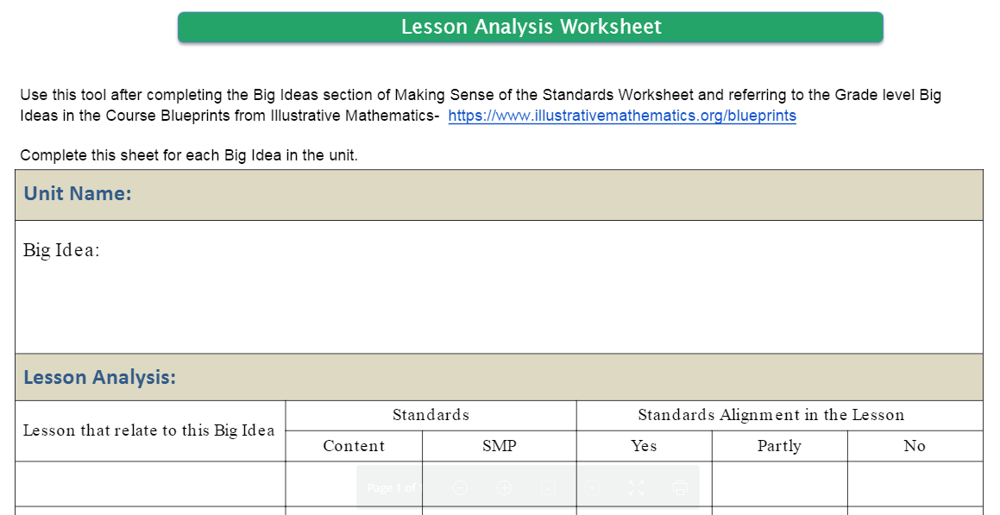 Lesson Analysis Worksheet
Use this tool after completing the Big Ideas section of Making Sense of the Standards Worksheet and referring to the Grade level Big
Ideas in the Course Blueprints from Illustrative Mathematics- https://www.illustrativemathematics.org/blueprints
Complete this sheet for each Big Idea in the unit.
Unit Name:
Big Idea:
Lesson Analysis:
Lesson that relate to this Big Idea
Standards
Standards Alignment in the Lesson
Content
SMP
Yes
Partly
No
Page 1 of